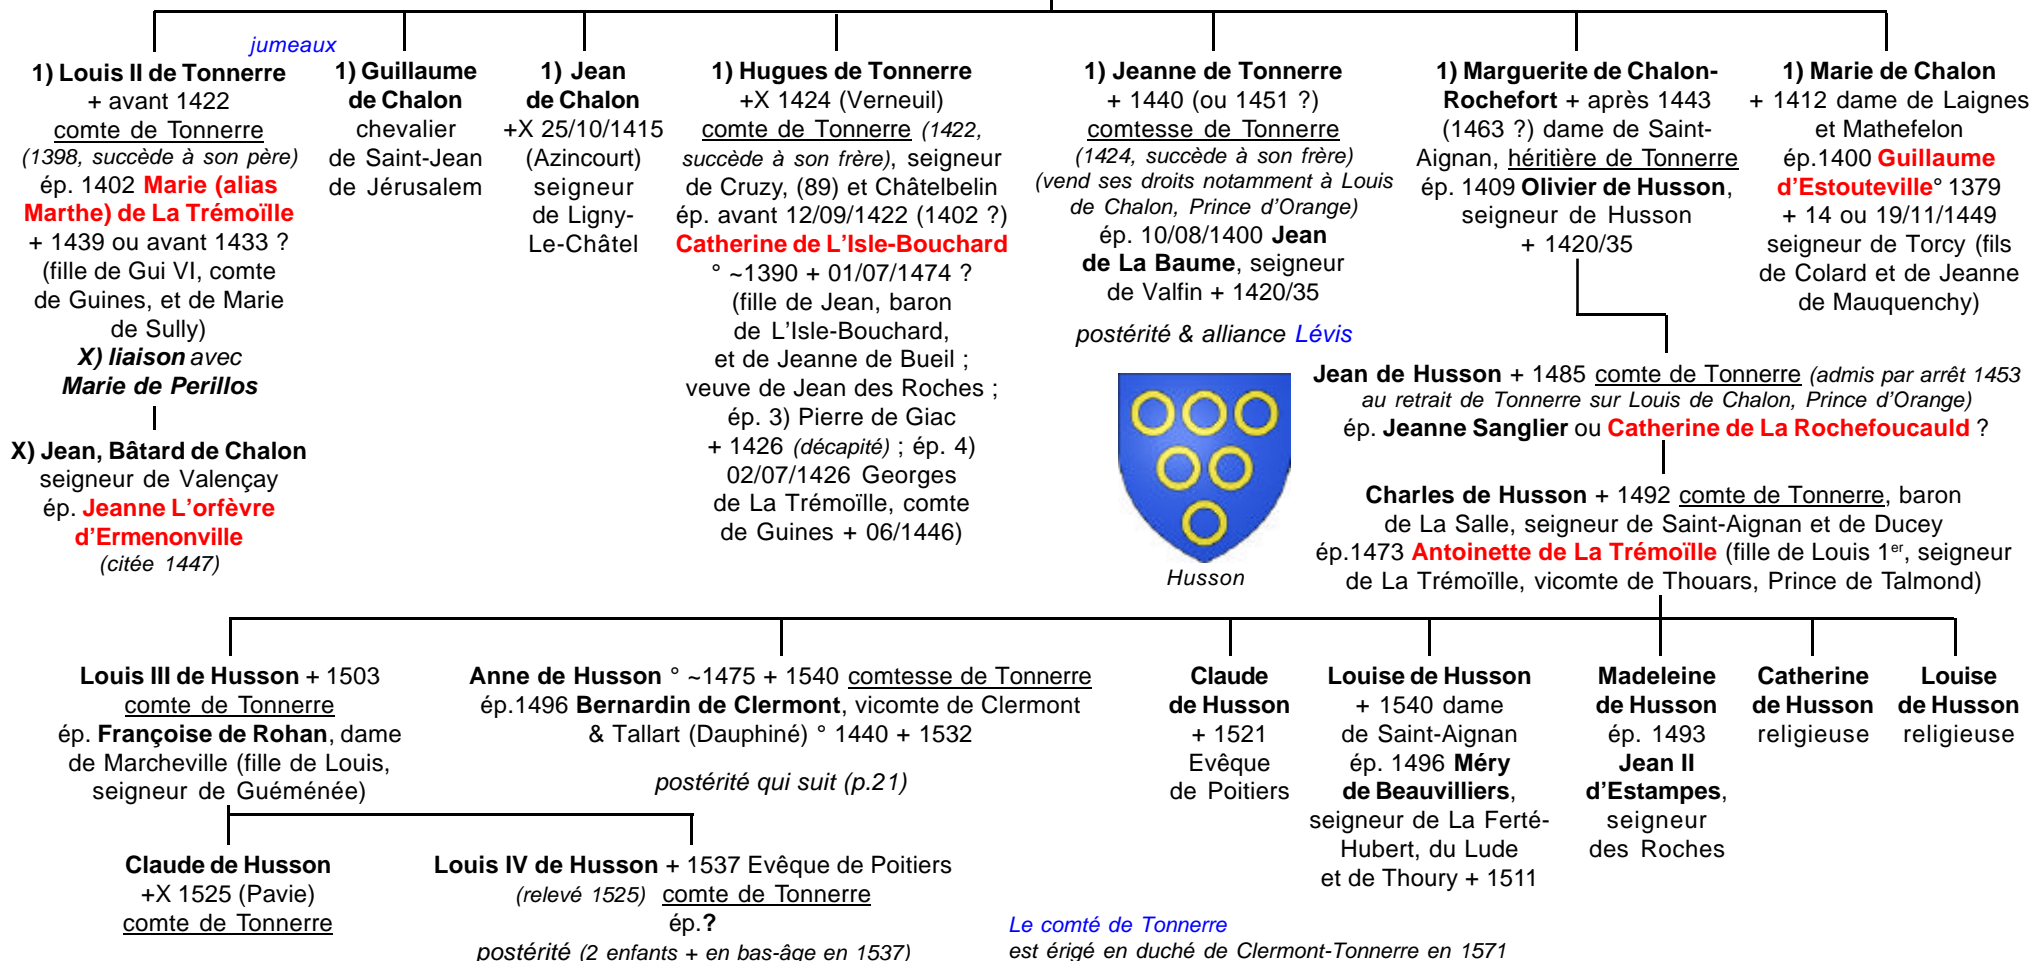 jumeaux
1) Louis II de Tonnerre
+ avant 1422
comte de Tonnerre
(1398, succède à son père)
ép. 1402 Marie (alias
Marthe) de La Trémoïlle
+ 1439 ou avant 1433 ?
(fille de Gui VI, comte
de Guines, et de Marie
de Sully)
X) liaison avec
Marie de Perillos
X) Jean, Bâtard de Chalon
seigneur de Valençay
ép. Jeanne L'orfèvre
d'Ermenonville
(citée 1447)
1) Guillaume
de Chalon
chevalier
de Saint-Jean
de Jérusalem
1) Jean
de Chalon
+X 25/10/1415
(Azincourt)
seigneur
de Ligny-
Le-Châtel
1) Hugues de Tonnerre
+X 1424 (Verneuil)
comte de Tonnerre (1422,
succède à son frère), seigneur
de Cruzy, (89) et Châtelbelin
ép. avant 12/09/1422 (1402 ?)
Catherine de L'Isle-Bouchard
° ~1390 + 01/07/1474 ?
(fille de Jean, baron
de L'Isle-Bouchard,
et de Jeanne de Bueil ;
veuve de Jean des Roches ;
ép. 3) Pierre de Giac
+ 1426 (décapité) ; ép. 4)
02/07/1426 Georges
de La Trémoïlle, comte
de Guines + 06/1446)
1) Jeanne de Tonnerre
+ 1440 (ou 1451 ?)
comtesse de Tonnerre
(1424, succède à son frère)
(vend ses droits notamment à Louis
de Chalon, Prince d'Orange)
ép. 10/08/1400 Jean
de La Baume, seigneur
de Valfin + 1420/35
postérité & alliance Lévis
Husson
1) Marguerite de Chalon-
Rochefort + après 1443
(1463 ?) dame de Saint-
Aignan, héritière de Tonnerre
ép. 1409 Olivier de Husson,
seigneur de Husson
+ 1420/35
1) Marie de Chalon
+ 1412 dame de Laignes
et Mathefelon
ép.1400 Guillaume
d'Estouteville° 1379
+ 14 ou 19/11/1449
seigneur de Torcy (fils
de Colard et de Jeanne
de Mauquenchy)
Jean de Husson + 1485 comte de Tonnerre (admis par arrêt 1453
au retrait de Tonnerre sur Louis de Chalon, Prince d'Orange)
ép. Jeanne Sanglier ou Catherine de La Rochefoucauld ?
Charles de Husson + 1492 comte de Tonnerre, baron
de La Salle, seigneur de Saint-Aignan et de Ducey
ép.1473 Antoinette de La Trémoïlle (fille de Louis 1er, seigneur
de La Trémoïlle, vicomte de Thouars, Prince de Talmond)
Louis III de Husson + 1503
comte de Tonnerre
ép. Françoise de Rohan, dame
de Marcheville (fille de Louis,
seigneur de Guéménée)
Anne de Husson ° ~1475 + 1540 comtesse de Tonnerre
ép.1496 Bernardin de Clermont, vicomte de Clermont
& Tallart (Dauphiné) ° 1440 + 1532
postérité qui suit (p.21)
Claude
de Husson
+ 1521
Evêque
de Poitiers
Louise de Husson
+ 1540 dame
de Saint-Aignan
ép. 1496 Méry
de Beauvilliers,
seigneur de La Ferté-
Hubert, du Lude
et de Thoury + 1511
Madeleine
de Husson
ép. 1493
Jean II
d'Estampes,
seigneur
des Roches
Catherine
de Husson
religieuse
Louise
de Husson
religieuse
Claude de Husson
+X 1525 (Pavie)
comte de Tonnerre
Louis IV de Husson + 1537 Evêque de Poitiers
(relevé 1525) comte de Tonnerre
ép.?
postérité (2 enfants + en bas-âge en 1537)
Le comté de Tonnerre
est érigé en duché de Clermont-Tonnerre en 1571